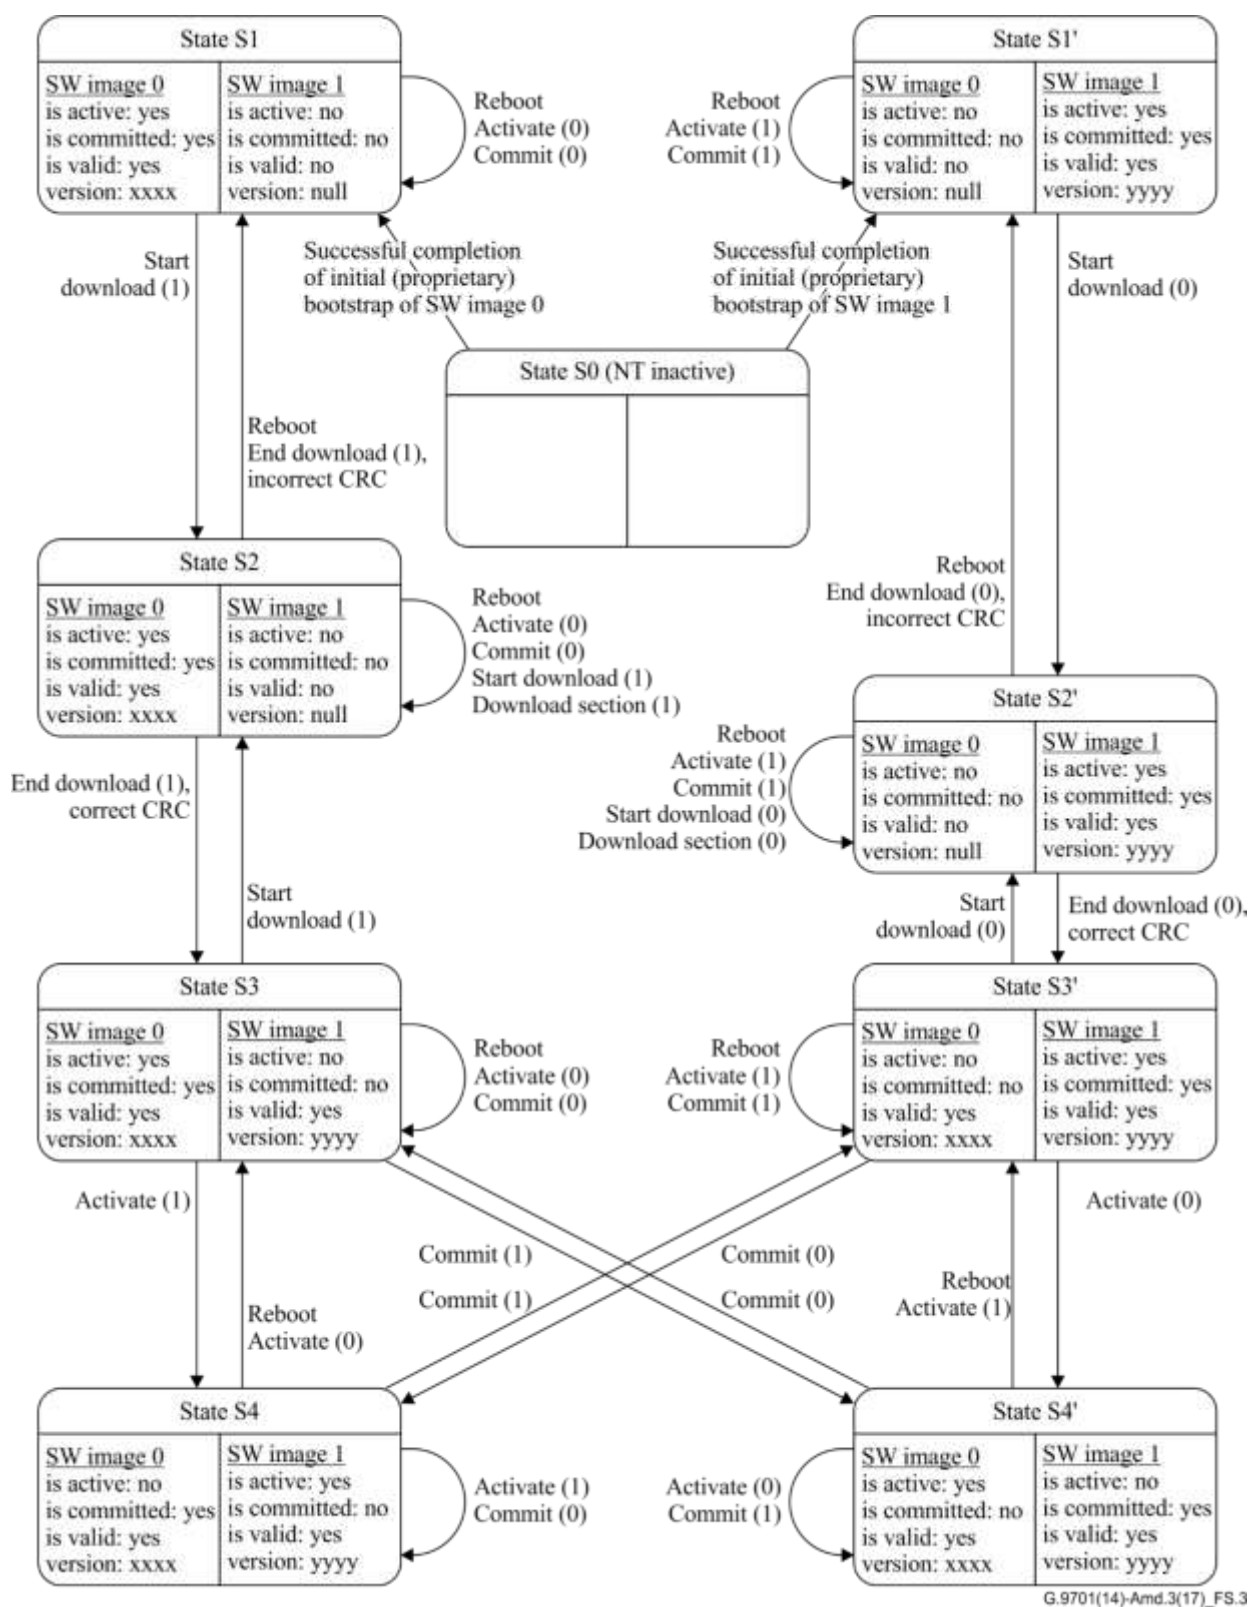 State S1
SW image 0
is active: yes
is committed: yes
is valid: yes
version: xxxx
SW image 1
is active: no
is committed: no
is valid: no
version: null
Reboot
Activate (0)
Commit (0)
State S1'
SW image 0
is active: no
is committed: no
is valid: no
version: null
SW image 1
is active: yes
is committed: yes
is valid: yes
version: yyyy
Reboot
Activate (1)
Commit (1)
Start
download (1)
Successful completion
of initial (proprietary)
bootstrap of SW image 0
Successful completion
of initial (proprietary)
bootstrap of SW image 1
Start
download (0)
State S0 (NT inactive)
Reboot
End download (1),
incorrect CRC
Reboot
End download (0),
incorrect CRC
State S2
SW image 0
is active: yes
is committed: yes
is valid: yes
version: xxxx
SW image 1
is active: no
is committed: no
is valid: no
version: null
Reboot
Activate (0)
Commit (0)
Start download (1)
Download section (1)
State S2'
SW image 0
is active: no
is committed: no
is valid: no
version: null
SW image 1
is active: yes
is committed: yes
is valid: yes
version: yyyy
Reboot
Activate (1)
Commit (1)
Start download (0)
Download section (0)
End download (1),
correct CRC
Start
download (1)
Start
download (0)
End download (0),
correct CRC
State S3
SW image 0
is active: yes
is committed: yes
is valid: yes
version: xxxx
SW image 1
is active: no
is committed: no
is valid: yes
version: yyyy
Reboot
Activate (0)
Commit (0)
State S3'
SW image 0
is active: no
is committed: no
is valid: yes
version: xxxx
SW image 1
is active: yes
is committed: yes
is valid: yes
version: yyyy
Reboot
Activate (1)
Commit (1)
Activate (1)
Activate (0)
Commit (1)
Commit (0)
Commit (1)
Commit (0)
Reboot
Activate (0)
Reboot
Activate (1)
State S4
SW image 0
is active: no
is committed: yes
is valid: yes
version: xxxx
SW image 1
is active: yes
is committed: no
is valid: yes
version: yyyy
Activate (1)
Commit (0)
State S4'
SW image 0
is active: yes
is committed: no
is valid: yes
version: xxxx
SW image 1
is active: no
is committed: yes
is valid: yes
version: yyyy
Activate (0)
Commit (1)
G.9701(14)-Amd.3(17)_FS.3